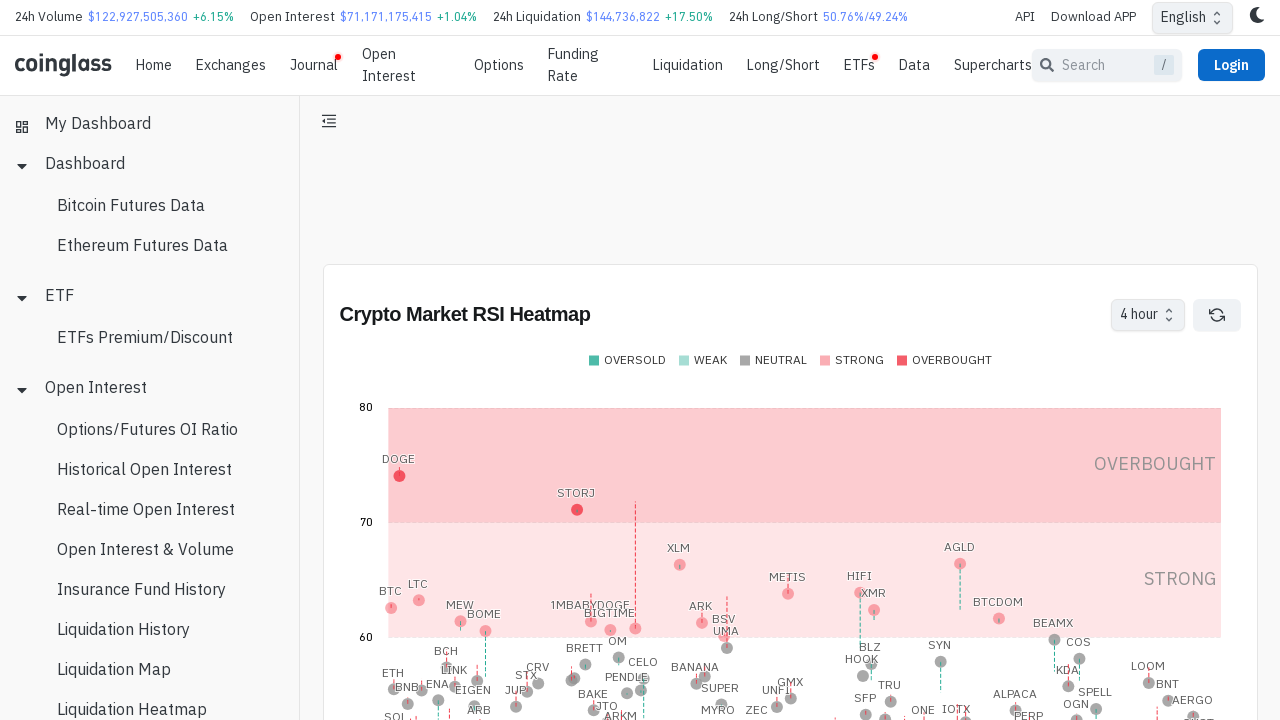 24h Volume $122,927,505,360 +6.15% Open Interest $71,171,175,415 +1.04% 24h Liquidation $144,736,822 +17.50% 24h Long/Short 50.76%/49.24% API Download APP English
coinglass Home Exchanges Journal Open Interest Options Funding Rate Liquidation Long/Short ETFs Data Supercharts Search / Login
My Dashboard
Dashboard
Bitcoin Futures Data
Ethereum Futures Data
ETF
ETFs Premium/Discount
Open Interest
Options/Futures OI Ratio
Historical Open Interest
Real-time Open Interest
Open Interest & Volume
Insurance Fund History
Liquidation History
Liquidation Map
Liquidation Heatmap
Crypto Market RSI Heatmap 4 hour
OVERSOLD WEAK NEUTRAL STRONG OVERBOUGHT
80
DOGE OVERBOUGHT
STORJ
70
XLM AGLD
METIS HIFI STRONG
BTC LTC XMR
MEW 1MBABYDOGE ARK BTCDOM
BOME BIGTIME BSV
BEAMX
UMA
60
OM COS
BCH BRETT BLZ SYN
CELO HOOK
ETH LINK STX CRV PENDLE BANANA KDA LOOM
BNB ENA EIGEN JUP SUPER UNFI GMX TRU BNT
BAKE SFP ALPACA SPELL AERGO
SOL ARB JTO ARKM MYRO ZEC ONE IOTX PERP OGN